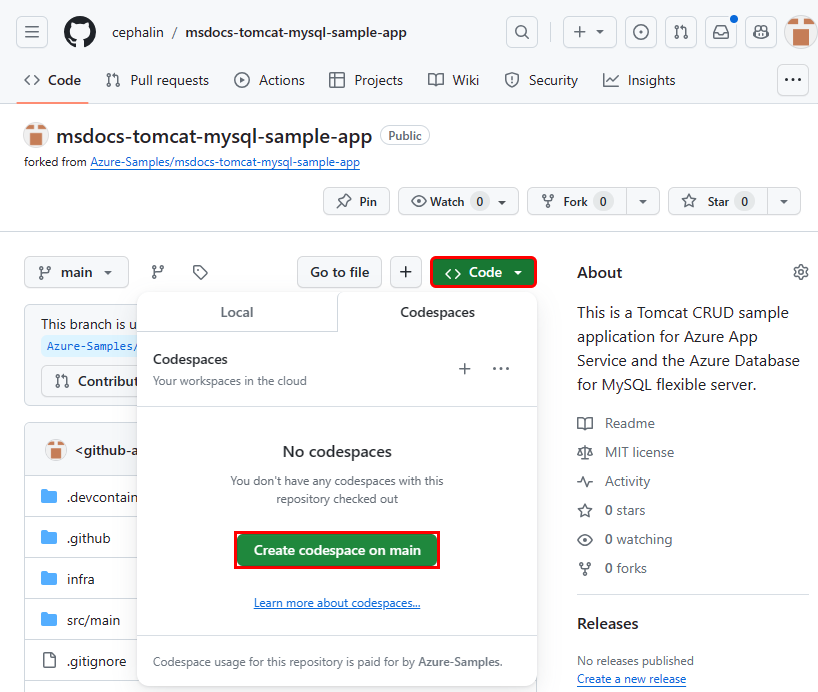 cephalin / msdocs-tomcat-mysql-sample-app
Code Pull requests Actions Projects Wiki Security Insights
msdocs-tomcat-mysql-sample-app Public
forked from Azure-Samples/msdocs-tomcat-mysql-sample-app
Pin Watch 0 Fork 0 Star 0
main Go to file Code
This branch is u
Azure-Samples/
Contribut
<github-a
.devcontain
.github
infra
src/main
.gitignore
Local Codespaces
Codespaces
Your workspaces in the cloud
No codespaces
You don't have any codespaces with this
repository checked out
Create codespace on main
Learn more about codespaces...
Codespace usage for this repository is paid for by Azure-Samples.
About
This is a Tomcat CRUD sample
application for Azure App
Service and the Azure Database
for MySQL flexible server.
Readme
MIT license
Activity
0 stars
0 watching
0 forks
Releases
No releases published
Create a new release